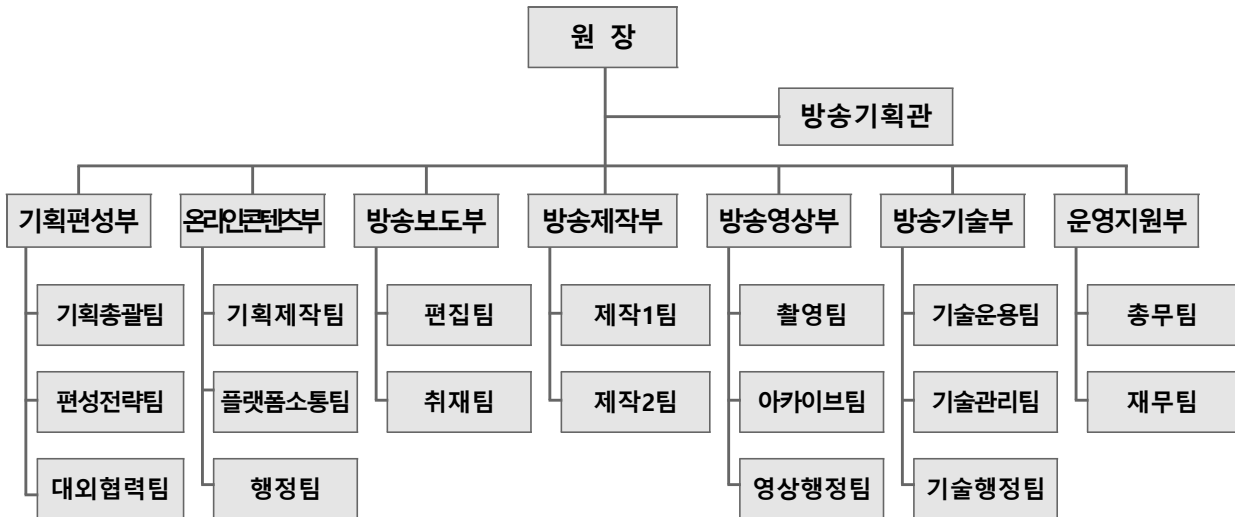 원 장
방송기획관
기획편성부 온라인콘텐츠부 방송보도부 방송제작부 방송영상부 방송기술부 운영지원부
기획총괄팀 기획제작팀 편집팀 제작1팀 촬영팀 기술운용팀 총무팀
편성전략팀 플랫폼소통팀 취재팀 제작2팀 아카이브팀 기술관리팀 재무팀
대외협력팀 행정팀 영상행정팀 기술행정팀